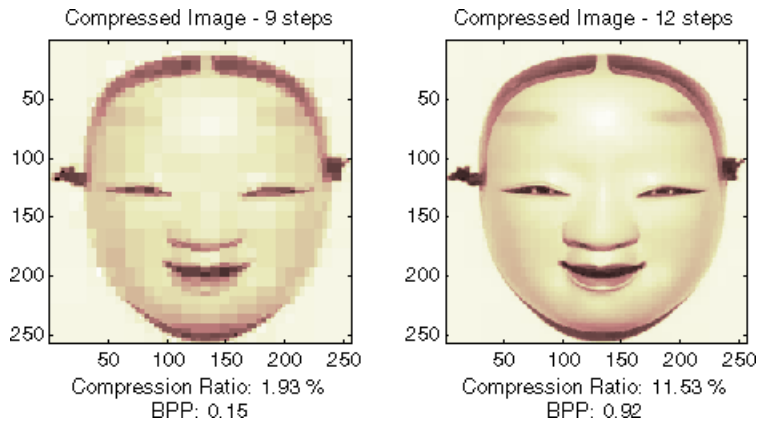 Compressed Image - 9 steps
50
100
150
200
250
50 100 150 200 250
Compression Ratio: 1.93 %
BPP: 0.15
Compressed Image - 12 steps
50
100
150
200
250
50 100 150 200 250
Compression Ratio: 11.53 %
BPP: 0.92